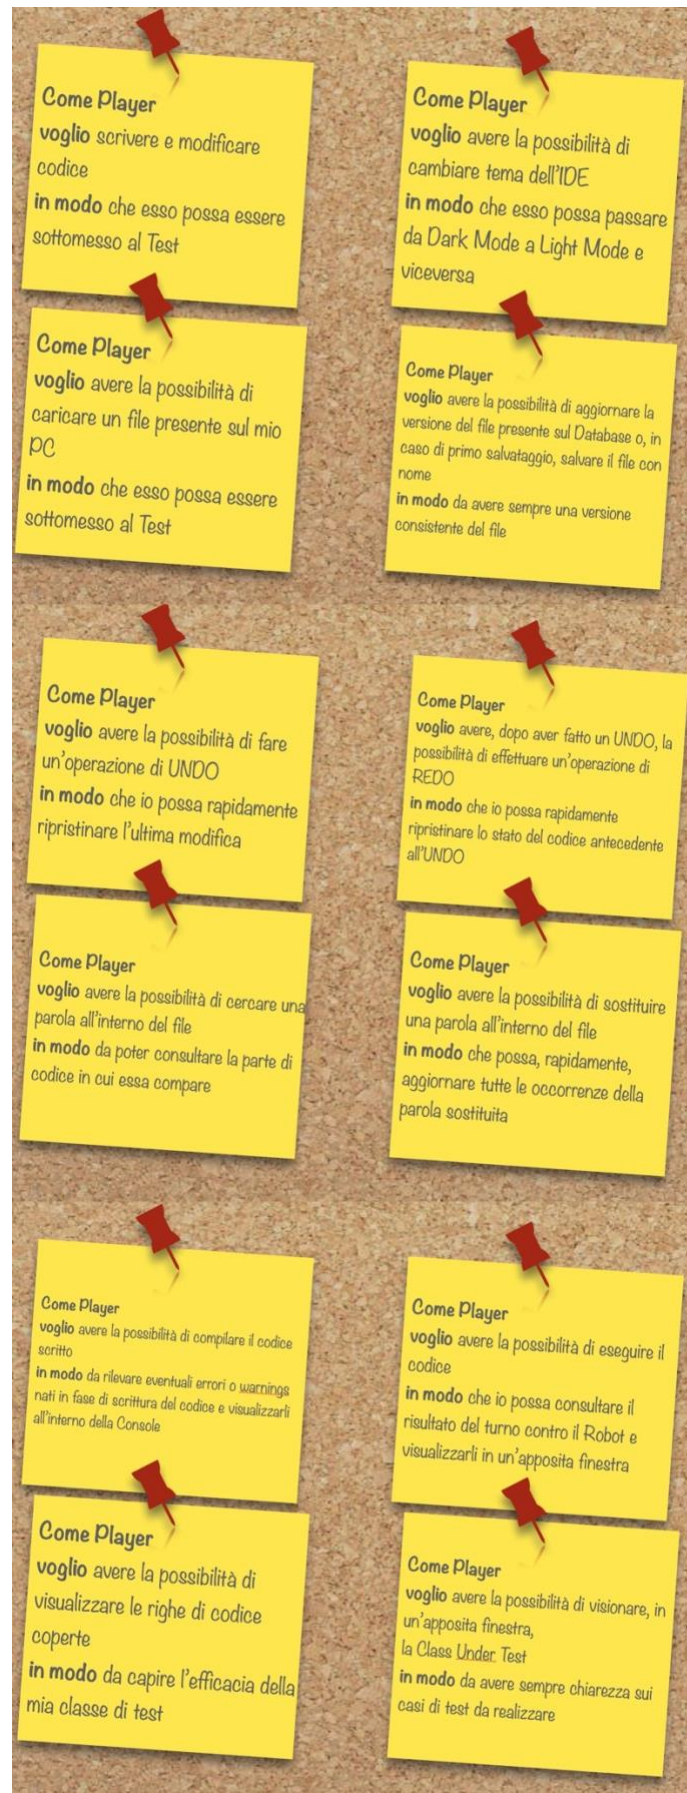 Come Player
voglio scrivere e modificare
codice
in modo che esso possa essere
sottomesso al Test
Come Player
voglio avere la possibilità di
cambiare tema dell'IDE
in modo che esso possa passare
da Dark Mode a Light Mode e
viceversa
Come Player
voglio avere la possibilità di
caricare un file presente sul mio
PC
in modo che esso possa essere
sottomesso al Test
Come Player
voglio avere la possibilità di aggiornare la
versione del file presente sul Database o, in
caso di primo salvataggio, salvare il file con
nome
in modo da avere sempre una versione
consistente del file
Come Player
voglio avere la possibilità di fare
un'operazione di UNDO
in modo che io possa rapidamente
ripristinare l'ultima modifica
Come Player
voglio avere, dopo aver fatto un UNDO, la
possibilità di effettuare un'operazione di
REDO
in modo che io possa rapidamente
ripristinare lo stato del codice antecedente
all'UNDO
Come Player
voglio avere la possibilità di cercare una
parola all'interno del file
in modo da poter consultare la parte di
codice in cui essa compare
Come Player
voglio avere la possibilità di sostituire
una parola all'interno del file
in modo che possa, rapidamente,
aggiornare tutte le occorrenze della
parola sostituita
Come Player
voglio avere la possibilità di compilare il codice
scritto
in modo da rilevare eventuali errori o warnings
nati in fase di scrittura del codice e visualizzarli
all'interno della Console
Come Player
voglio avere la possibilità di eseguire il
codice
in modo che io possa consultare il
risultato del turno contro il Robot e
visualizzarli in un'apposita finestra
Come Player
voglio avere la possibilità di
visualizzare le righe di codice
coperte
in modo da capire l'efficacia della
mia classe di test
Come Player
voglio avere la possibilità di visionare, in
un'apposita finestra,
la Class Under Test
in modo da avere sempre chiarezza sui
casi di test da realizzare